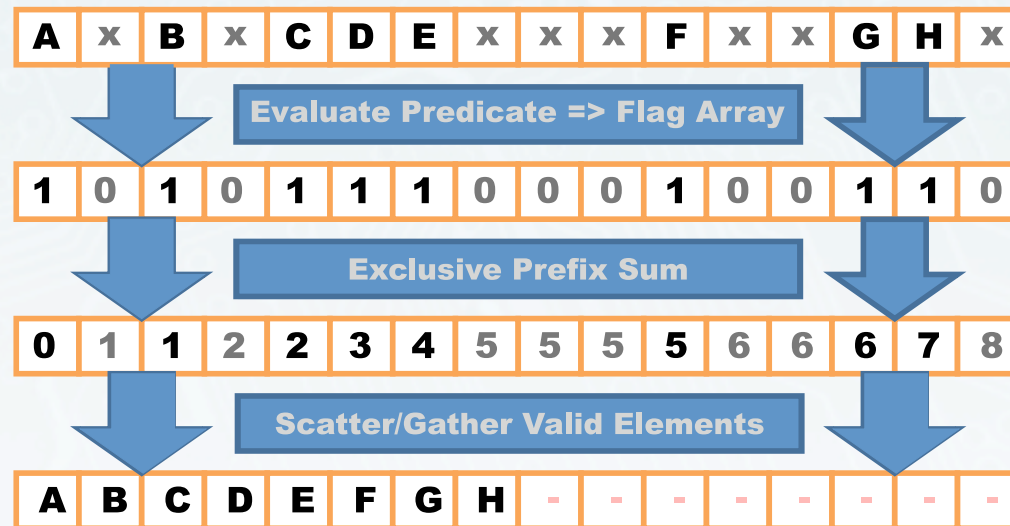 A x B x C D E x x x F x x G H x
Evaluate Predicate => Flag Array
1 0 1 0 1 1 1 0 0 0 1 0 0 1 1 0
Exclusive Prefix Sum
0 1 1 2 2 3 4 5 5 5 5 6 6 6 7 8
Scatter/Gather Valid Elements
A B C D E F G H - - - - - - - -